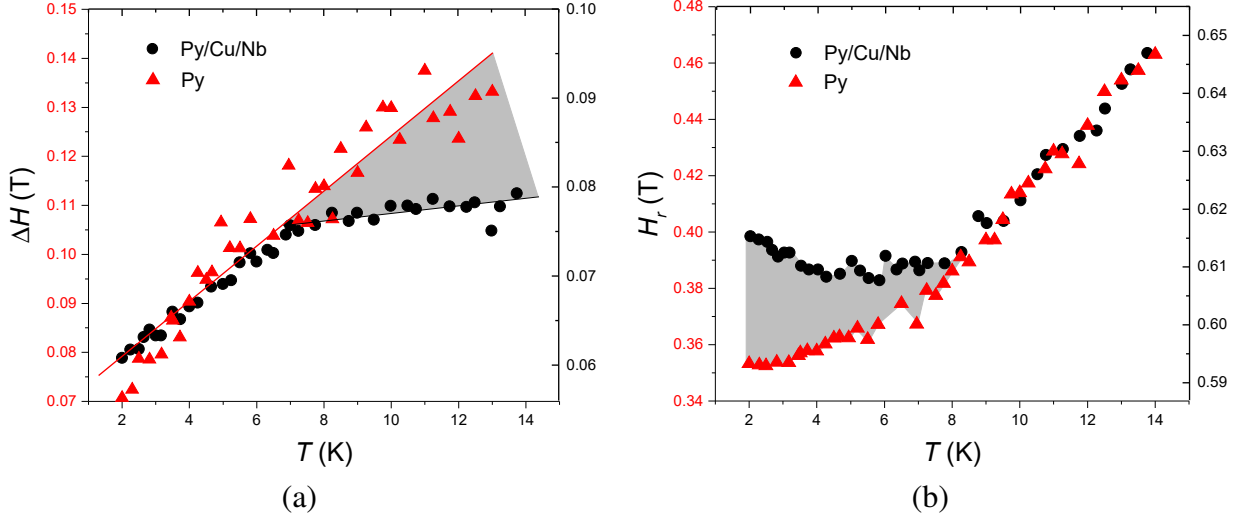 0.15
0.14
0.13
0.12
0.11
0.10
0.09
0.08
0.07
ΔH (T)
Py/Cu/Nb
Py
0.10
0.09
0.08
0.07
0.06
2 4 6 8 10 12 14
T (K)
(a)
0.48
0.46
0.44
0.42
0.40
0.38
0.36
0.34
H_r (T)
Py/Cu/Nb
Py
0.65
0.64
0.63
0.62
0.61
0.60
0.59
2 4 6 8 10 12 14
T (K)
(b)